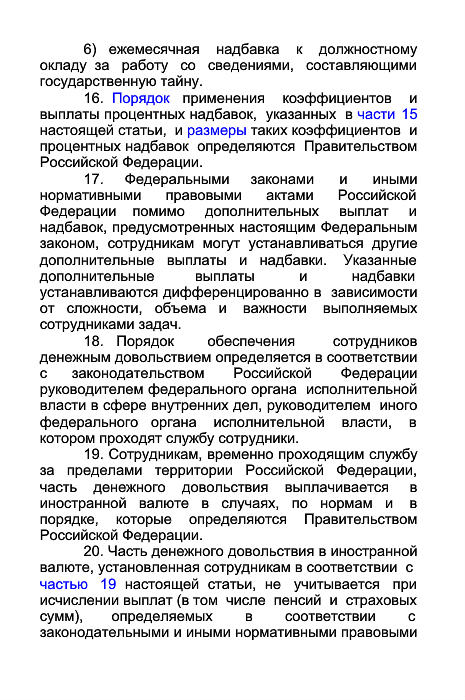 6) ежемесячная надбавка к должностному
окладу за работу со сведениями, составляющими
государственную тайну.
16. Порядок применения коэффициентов и
выплаты процентных надбавок, указанных в части 15
настоящей статьи, и размеры таких коэффициентов и
процентных надбавок определяются Правительством
Российской Федерации.
17. Федеральными законами и иными
нормативными правовыми актами Российской
Федерации помимо дополнительных выплат и
надбавок, предусмотренных настоящим Федеральным
законом, сотрудникам могут устанавливаться другие
дополнительные выплаты и надбавки. Указанные
дополнительные выплаты и надбавки
устанавливаются дифференцированно в зависимости
от сложности, объема и важности выполняемых
сотрудниками задач.
18. Порядок обеспечения сотрудников
денежным довольствием определяется в соответствии
с законодательством Российской Федерации
руководителем федерального органа исполнительной
власти в сфере внутренних дел, руководителем иного
федерального органа исполнительной власти, в
котором проходят службу сотрудники.
19. Сотрудникам, временно проходящим службу
за пределами территории Российской Федерации,
часть денежного довольствия выплачивается в
иностранной валюте в случаях, по нормам и в
порядке, которые определяются Правительством
Российской Федерации.
20. Часть денежного довольствия в иностранной
валюте, установленная сотрудникам в соответствии с
частью 19 настоящей статьи, не учитывается при
исчислении выплат (в том числе пенсий и страховых
сумм), определяемых в соответствии с
законодательными и иными нормативными правовыми